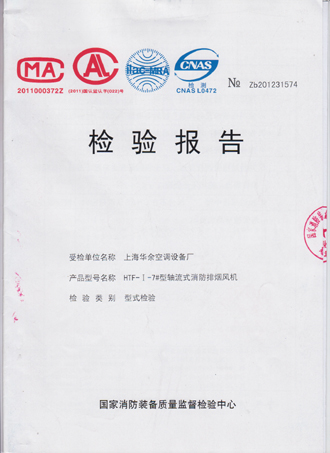 MA
AL
ilac-MRA
CNAS
检 测
2011000372Z
(2011)国认监认字(022)号
CNAS L0472
№ Zb201231574
检验报告
受检单位名称 上海华余空调设备厂
产品型号名称 HTF-Ⅰ-7#型轴流式消防排烟风机
检 验 类 别 型式检验
国家消防装备质量监督检验中心